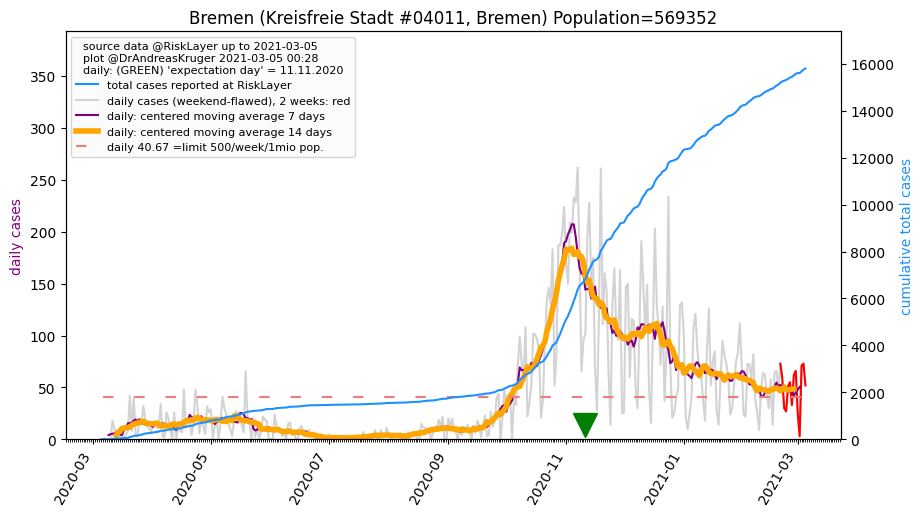 Bremen (Kreisfreie Stadt #04011, Bremen) Population=569352
source data @RiskLayer up to 2021-03-05
plot @DrAndreasKruger 2021-03-05 00:28
daily: (GREEN) 'expectation day' = 11.11.2020
total cases reported at RiskLayer
daily cases (weekend-flawed), 2 weeks: red
daily: centered moving average 7 days
daily: centered moving average 14 days
daily 40.67 =limit 500/week/1mio pop.
daily cases
350
300
250
200
150
100
50
0
16000
14000
12000
10000
8000
6000
4000
2000
0
cumulative total cases
2020-03
2020-05
2020-07
2020-09
2020-11
2021-01
2021-03